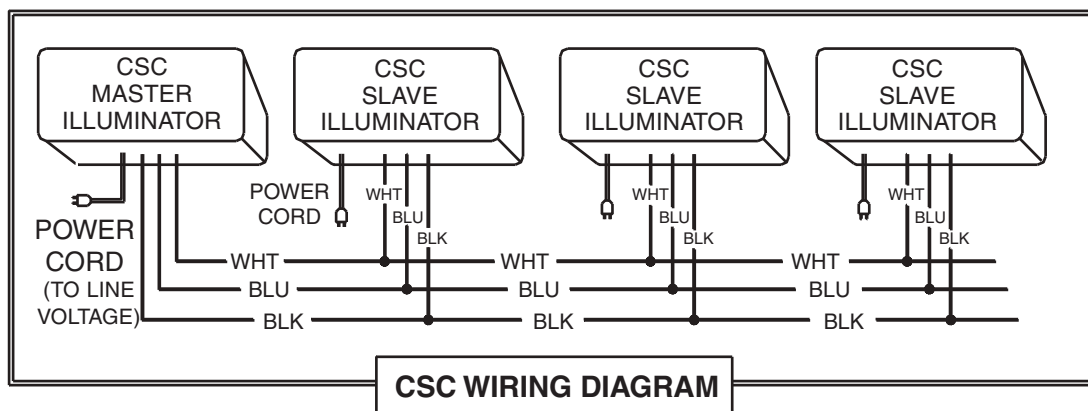 CSC
MASTER
ILLUMINATOR
CSC
SLAVE
ILLUMINATOR
CSC
SLAVE
ILLUMINATOR
CSC
SLAVE
ILLUMINATOR
POWER
CORD
(TO LINE
VOLTAGE)
POWER
CORD
WHT
BLU
BLK
WHT
BLU
BLK
WHT
BLU
BLK
WHT WHT WHT
BLU BLU BLU
BLK BLK BLK
CSC WIRING DIAGRAM